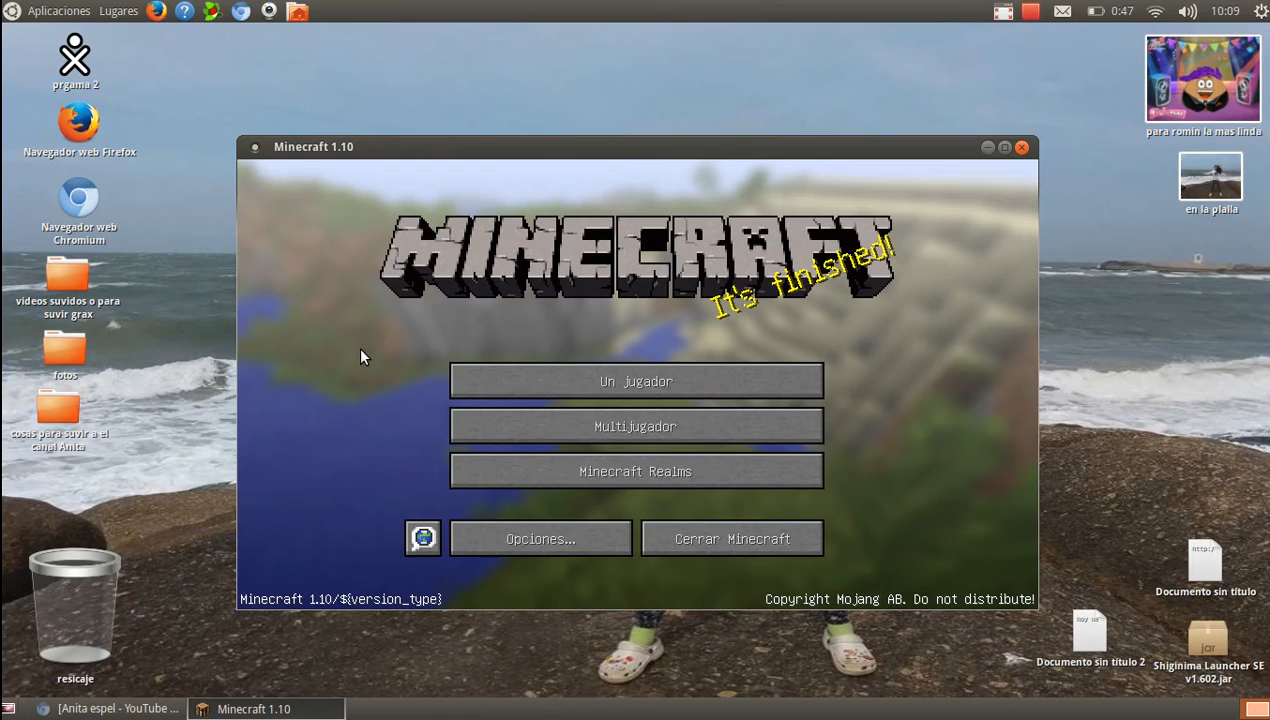 Aplicaciones Lugares
0:47 10:09
prgama 2
Navegador web Firefox
Navegador web
Chromium
videos suvidos o para
suvir grax
fotos
cosas para suvir a el
canal Anita
resicaje
para romin la mas linda
en la plalla
http:/
Documento sin título
hoy na
Documento sin título 2
jar
Shiginima Launcher SE
v1.602.jar
Minecraft 1.10
MINECRAFT
It's finished!
Un jugador
Multijugador
Minecraft Realms
Opciones...
Cerrar Minecraft
Minecraft 1.10/${version_type}
Copyright Mojang AB. Do not distribute!
[Anita espel - YouTube ...
Minecraft 1.10